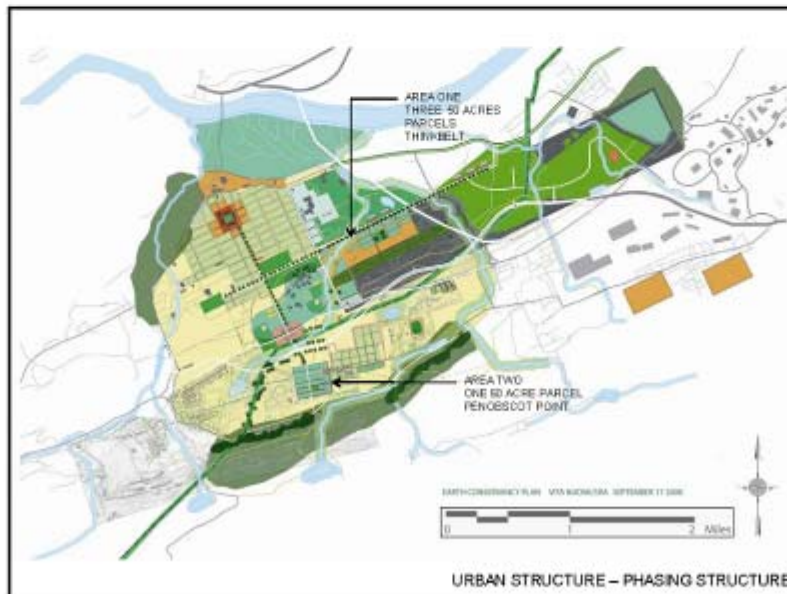 AREA ONE
THREE 50 ACRES
PARCELS
THINKBELT
AREA TWO
ONE 50 ACRE PARCEL
PENOBSCOT POINT
EARTH CONSERVANCY PLAN SEPTEMBER 17
0 1 2 Miles
URBAN STRUCTURE – PHASING STRUCTURE